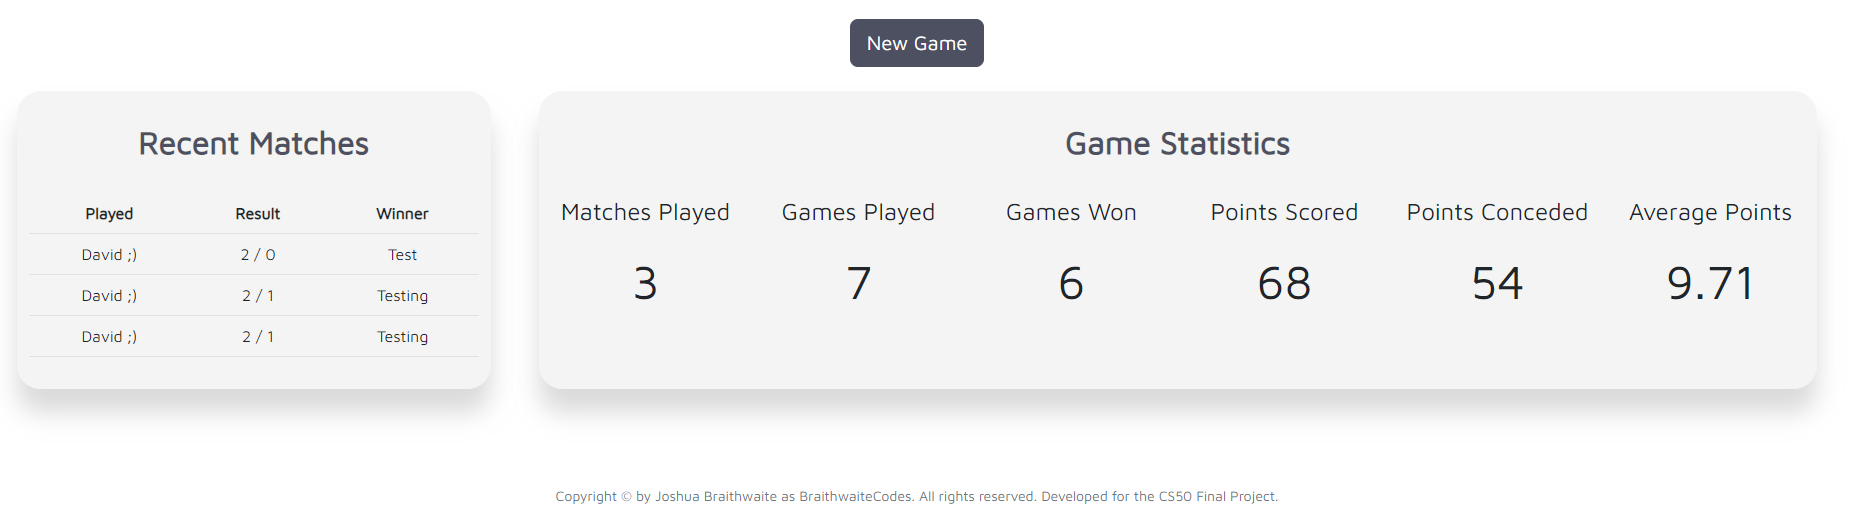 New Game
Recent Matches
Played Result Winner
David ;) 2 / 0 Test
David ;) 2 / 1 Testing
David ;) 2 / 1 Testing
Game Statistics
Matches Played Games Played Games Won Points Scored Points Conceded Average Points
3 7 6 68 54 9.71
Copyright © by Joshua Braithwaite as BraithwaiteCodes. All rights reserved. Developed for the CS50 Final Project.